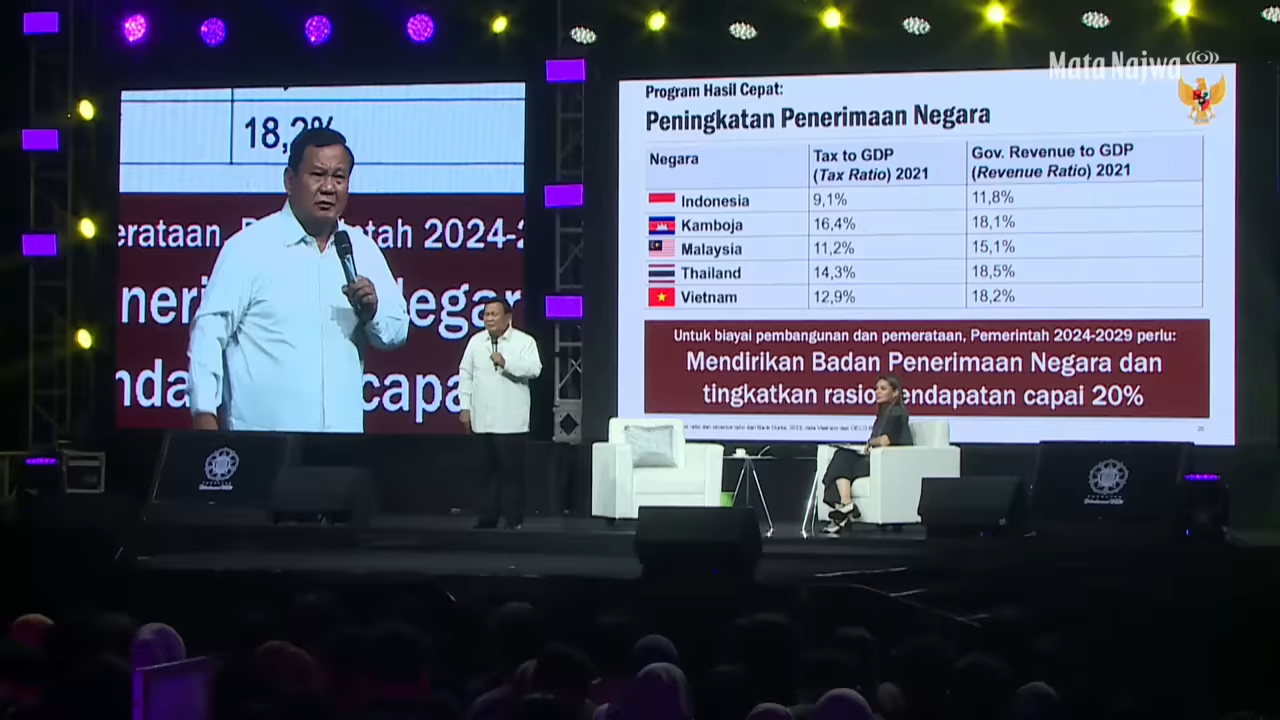 Mata Najwa
18,2%
erataan, P
tah 2024-2
neri
Negar
nda
capa
Program Hasil Cepat:
Peningkatan Penerimaan Negara
Negara
Tax to GDP
(Tax Ratio) 2021
Gov. Revenue to GDP
(Revenue Ratio) 2021
Indonesia 9,1% 11,8%
Kamboja 16,4% 18,1%
Malaysia 11,2% 15,1%
Thailand 14,3% 18,5%
Vietnam 12,9% 18,2%
Untuk biayai pembangunan dan pemerataan, Pemerintah 2024-2029 perlu:
Mendirikan Badan Penerimaan Negara dan
tingkatkan rasio endapatan capai 20%